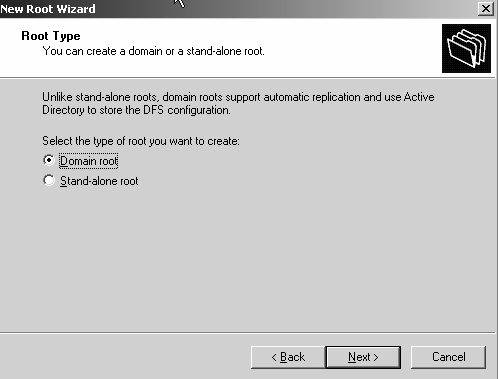 New Root Wizard
Root Type
You can create a domain or a stand-alone root.
Unlike stand-alone roots, domain roots support automatic replication and use Active
Directory to store the DFS configuration.
Select the type of root you want to create:
Domain root
Stand-alone root
< Back
Next >
Cancel